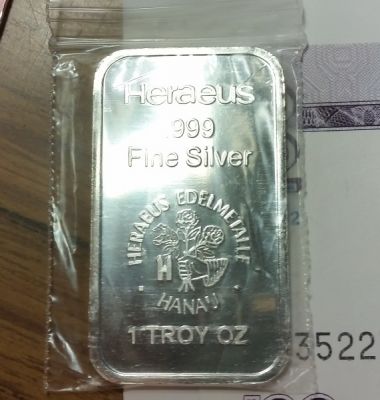 Heraeus
999
Fine Silver
HERAEUS EDELMETALLE
H
HANAU
1 TROY OZ
3522